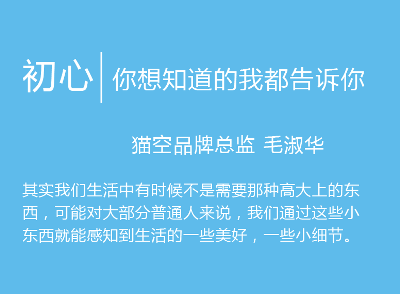 初心 你想知道的我都告诉你
猫空品牌总监 毛淑华
其实我们生活中有时候不是需要那种高大上的东
西，可能对大部分普通人来说，我们通过这些小
东西就能感知到生活的一些美好，一些小细节。